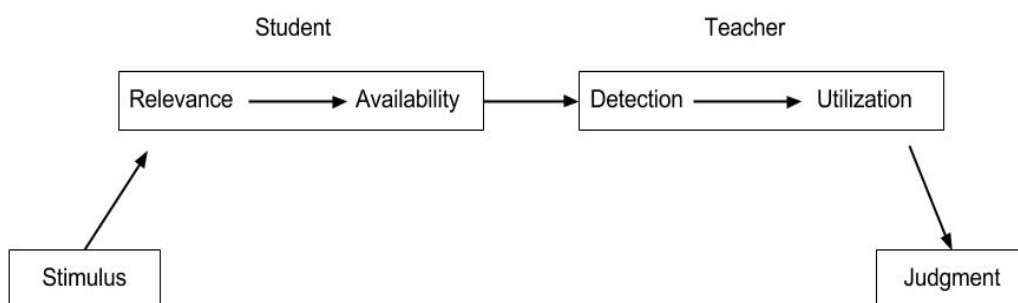 Student Teacher
Relevance Availability Detection Utilization
Stimulus Judgment